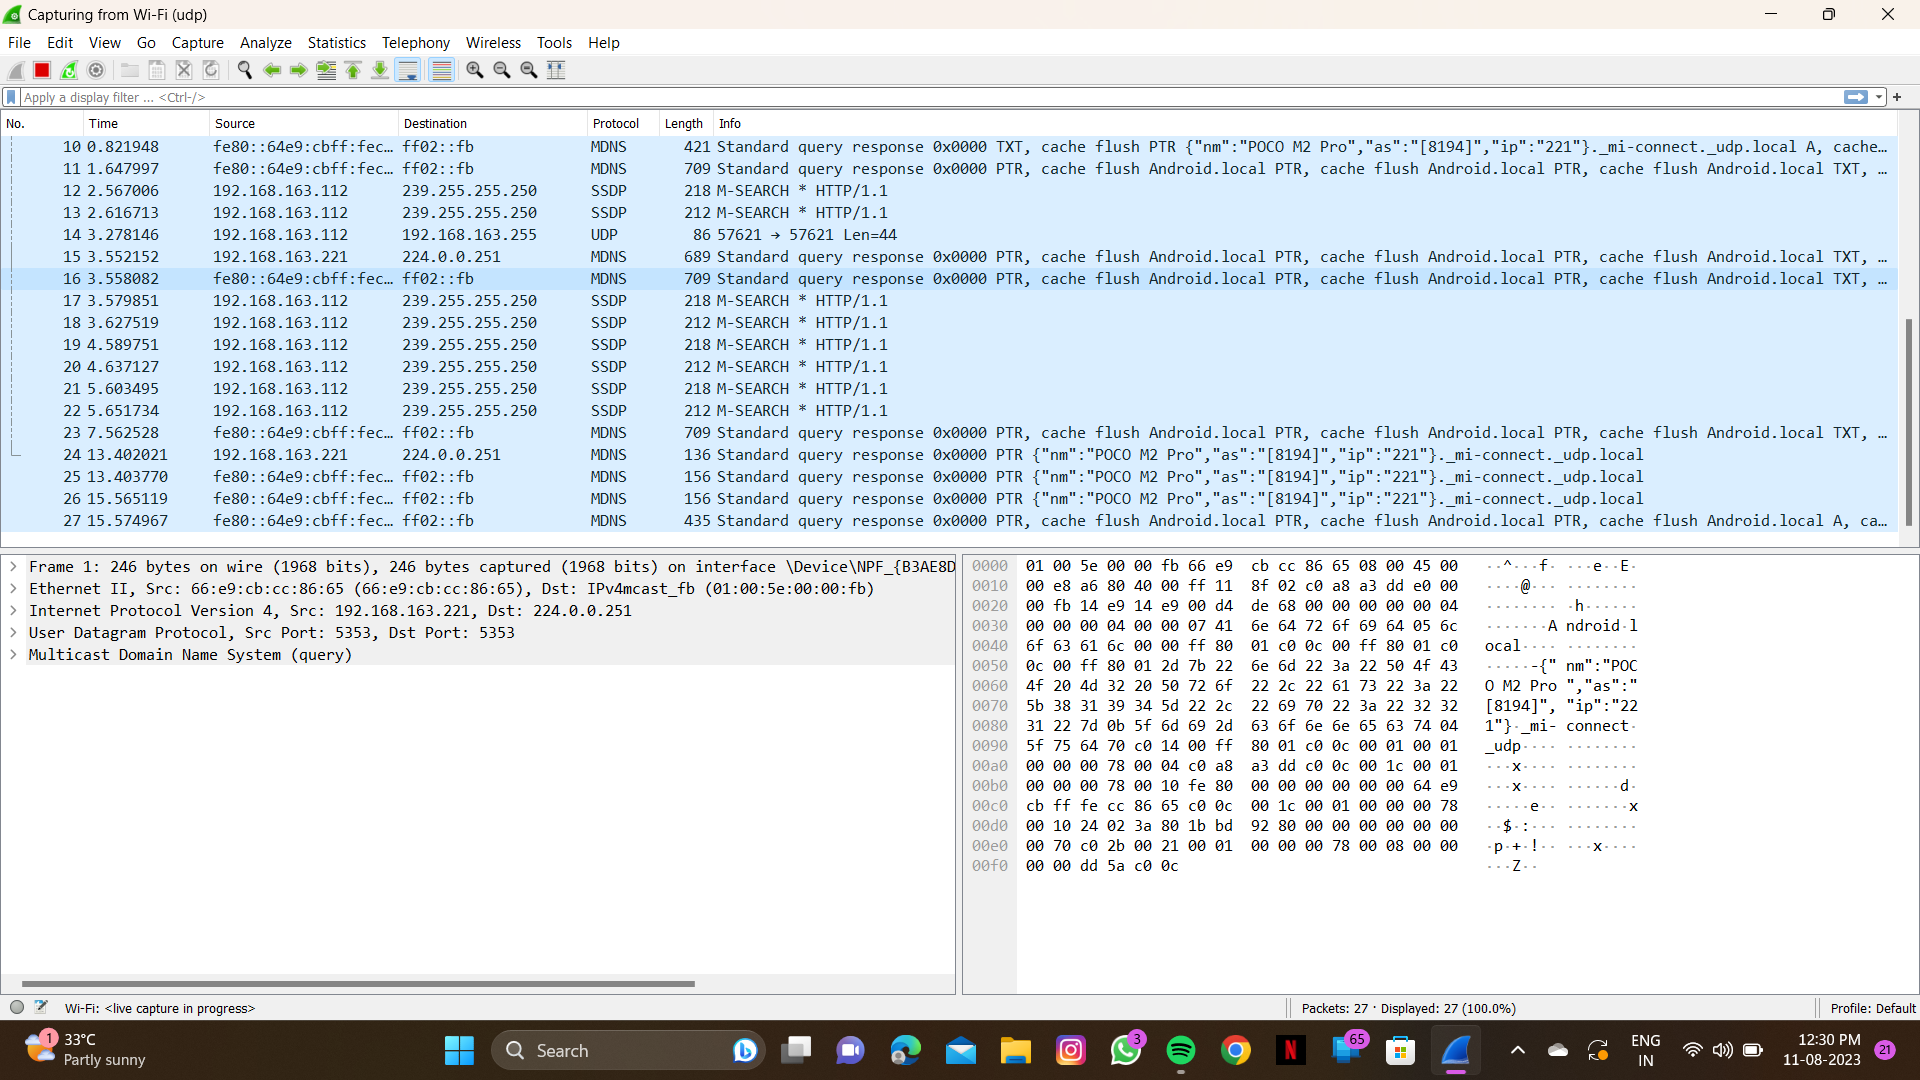 Capturing from Wi-Fi (udp)
File Edit View Go Capture Analyze Statistics Telephony Wireless Tools Help
Apply a display filter ... <Ctrl-/>
No. Time Source Destination Protocol Length Info
10 0.821948 fe80::64e9:cbff:fec… ff02::fb MDNS 421 Standard query response 0x0000 TXT, cache flush PTR {"nm":"POCO M2 Pro","as":"[8194]","ip":"221"}._mi-connect._udp.local A, cache…
11 1.647997 fe80::64e9:cbff:fec… ff02::fb MDNS 709 Standard query response 0x0000 PTR, cache flush Android.local PTR, cache flush Android.local PTR, cache flush Android.local TXT, …
12 2.567006 192.168.163.112 239.255.255.250 SSDP 218 M-SEARCH * HTTP/1.1
13 2.616713 192.168.163.112 239.255.255.250 SSDP 212 M-SEARCH * HTTP/1.1
14 3.278146 192.168.163.112 192.168.163.255 UDP 86 57621 → 57621 Len=44
15 3.552152 192.168.163.221 224.0.0.251 MDNS 689 Standard query response 0x0000 PTR, cache flush Android.local PTR, cache flush Android.local PTR, cache flush Android.local TXT, …
16 3.558082 fe80::64e9:cbff:fec… ff02::fb MDNS 709 Standard query response 0x0000 PTR, cache flush Android.local PTR, cache flush Android.local PTR, cache flush Android.local TXT, …
17 3.579851 192.168.163.112 239.255.255.250 SSDP 218 M-SEARCH * HTTP/1.1
18 3.627519 192.168.163.112 239.255.255.250 SSDP 212 M-SEARCH * HTTP/1.1
19 4.589751 192.168.163.112 239.255.255.250 SSDP 218 M-SEARCH * HTTP/1.1
20 4.637127 192.168.163.112 239.255.255.250 SSDP 212 M-SEARCH * HTTP/1.1
21 5.603495 192.168.163.112 239.255.255.250 SSDP 218 M-SEARCH * HTTP/1.1
22 5.651734 192.168.163.112 239.255.255.250 SSDP 212 M-SEARCH * HTTP/1.1
23 7.562528 fe80::64e9:cbff:fec… ff02::fb MDNS 709 Standard query response 0x0000 PTR, cache flush Android.local PTR, cache flush Android.local PTR, cache flush Android.local TXT, …
24 13.402021 192.168.163.221 224.0.0.251 MDNS 136 Standard query response 0x0000 PTR {"nm":"POCO M2 Pro","as":"[8194]","ip":"221"}._mi-connect._udp.local
25 13.403770 fe80::64e9:cbff:fec… ff02::fb MDNS 156 Standard query response 0x0000 PTR {"nm":"POCO M2 Pro","as":"[8194]","ip":"221"}._mi-connect._udp.local
26 15.565119 fe80::64e9:cbff:fec… ff02::fb MDNS 156 Standard query response 0x0000 PTR {"nm":"POCO M2 Pro","as":"[8194]","ip":"221"}._mi-connect._udp.local
27 15.574967 fe80::64e9:cbff:fec… ff02::fb MDNS 435 Standard query response 0x0000 PTR, cache flush Android.local PTR, cache flush Android.local PTR, cache flush Android.local A, ca…
Frame 1: 246 bytes on wire (1968 bits), 246 bytes captured (1968 bits) on interface \Device\NPF_{B3AE8D
Ethernet II, Src: 66:e9:cb:cc:86:65 (66:e9:cb:cc:86:65), Dst: IPv4mcast_fb (01:00:5e:00:00:fb)
Internet Protocol Version 4, Src: 192.168.163.221, Dst: 224.0.0.251
User Datagram Protocol, Src Port: 5353, Dst Port: 5353
Multicast Domain Name System (query)
0000 01 00 5e 00 00 fb 66 e9 cb cc 86 65 08 00 45 00 ··^···f· ···e··E·
0010 00 e8 a6 80 40 00 ff 11 8f 02 c0 a8 a3 dd e0 00 ····@··· ········
0020 00 fb 14 e9 14 e9 00 d4 de 68 00 00 00 00 00 04 ········ ·h······
0030 00 00 00 04 00 00 07 41 6e 64 72 6f 69 64 05 6c ·······A ndroid·l
0040 6f 63 61 6c 00 00 ff 80 01 c0 0c 00 ff 80 01 c0 ocal···· ········
0050 0c 00 ff 80 01 2d 7b 22 6e 6d 22 3a 22 50 4f 43 ·····-{" nm":"POC
0060 4f 20 4d 32 20 50 72 6f 22 2c 22 61 73 22 3a 22 O M2 Pro ","as":"
0070 5b 38 31 39 34 5d 22 2c 22 69 70 22 3a 22 32 32 [8194]", "ip":"22
0080 31 22 7d 0b 5f 6d 69 2d 63 6f 6e 6e 65 63 74 04 1"}·_mi- connect·
0090 5f 75 64 70 c0 14 00 ff 80 01 c0 0c 00 01 00 01 _udp···· ········
00a0 00 00 00 78 00 04 c0 a8 a3 dd c0 0c 00 1c 00 01 ···x···· ········
00b0 00 00 00 78 00 10 fe 80 00 00 00 00 00 00 64 e9 ···x···· ······d·
00c0 cb ff fe cc 86 65 c0 0c 00 1c 00 01 00 00 00 78 ·····e·· ·······x
00d0 00 10 24 02 3a 80 1b bd 92 80 00 00 00 00 00 00 ··$·:··· ········
00e0 00 70 c0 2b 00 21 00 01 00 00 00 78 00 08 00 00 ·p·+·!·· ···x····
00f0 00 00 dd 5a c0 0c ···Z··
Wi-Fi: <live capture in progress>
Packets: 27 · Displayed: 27 (100.0%)
Profile: Default
1
33°C
Partly sunny
Search
3
65
N
ENG
IN
12:30 PM
11-08-2023
21